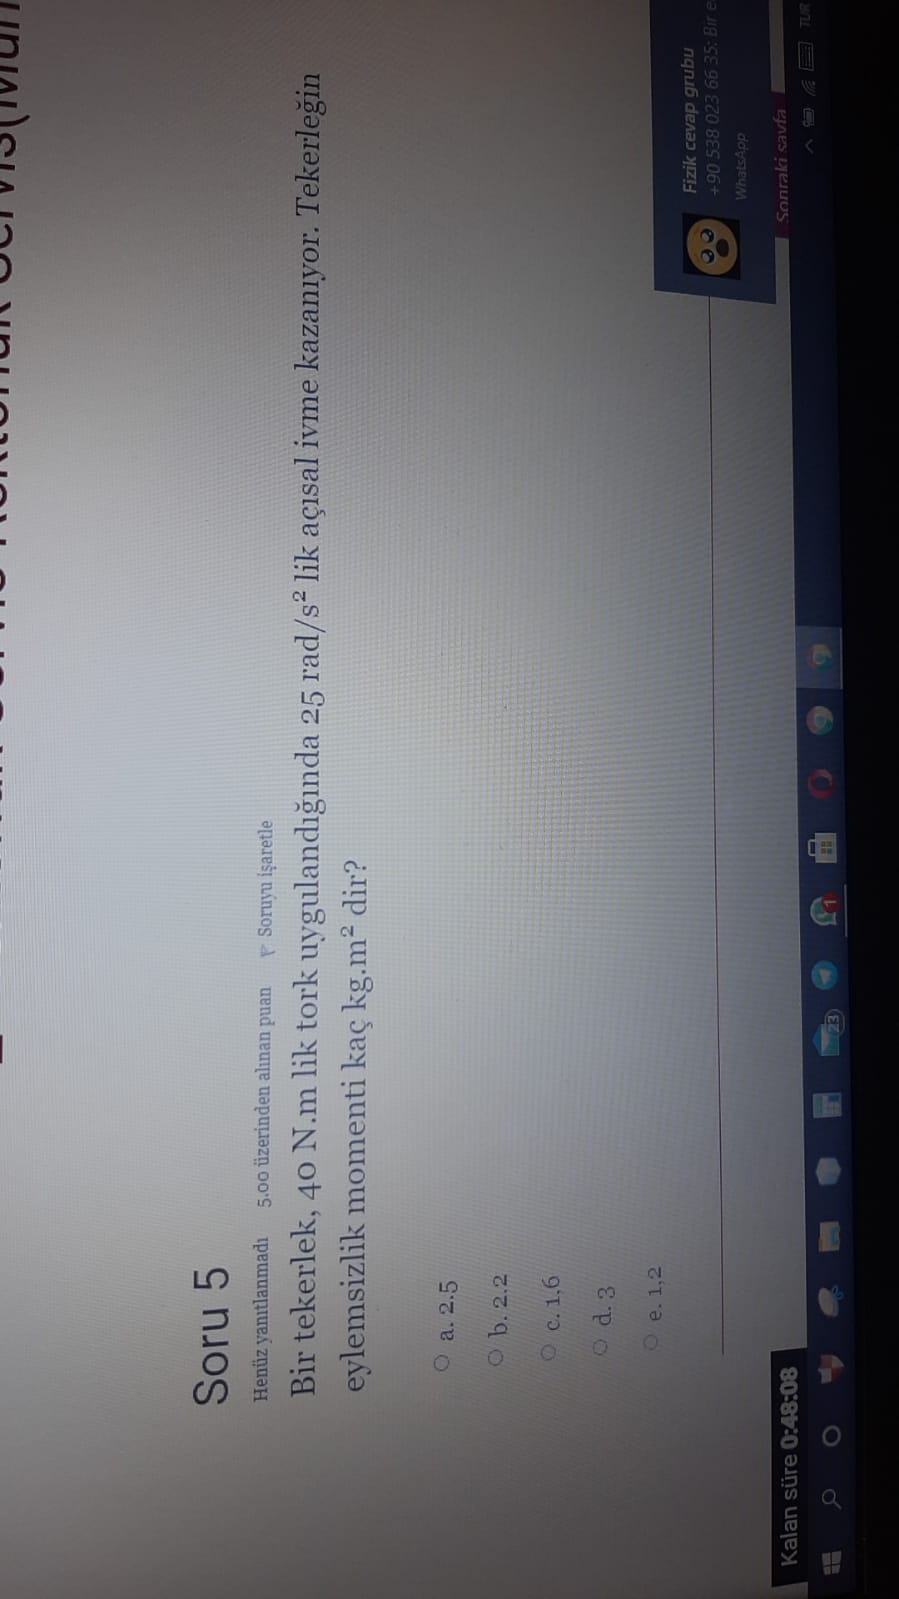 Soru 5
Henüz yanıtlanmadı 5.00 üzerinden alınan puan Soruyu işaretle
Bir tekerlek, 40 N.m lik tork uygulandığında 25 rad/s² lik açısal ivme kazanıyor. Tekerleğin
eylemsizlik momenti kaç kg.m² dir?
a. 2.5
b. 2.2
c. 1,6
d. 3
e. 1,2
Fizik cevap grubu
+90 538 023 66 35: Bir e
WhatsApp
Sonraki sayfa
Kalan süre 0:48:08
23
1
TUR